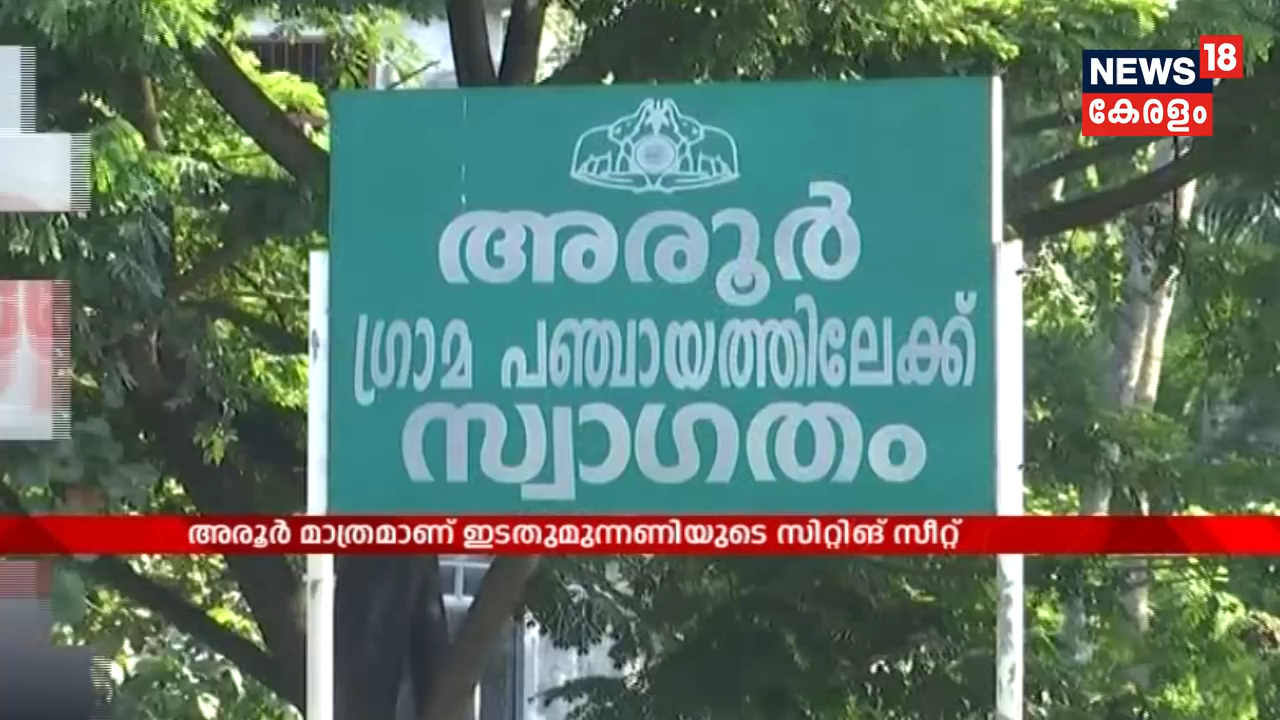 NEWS 18
കേരളം
അരൂർ
ഗ്രാമ പഞ്ചായത്തിലേക്ക്
സ്വാഗതം
അരൂർ മാത്രമാണ് ഇടതുമുന്നണിയുടെ സിറ്റിങ് സീറ്റ്